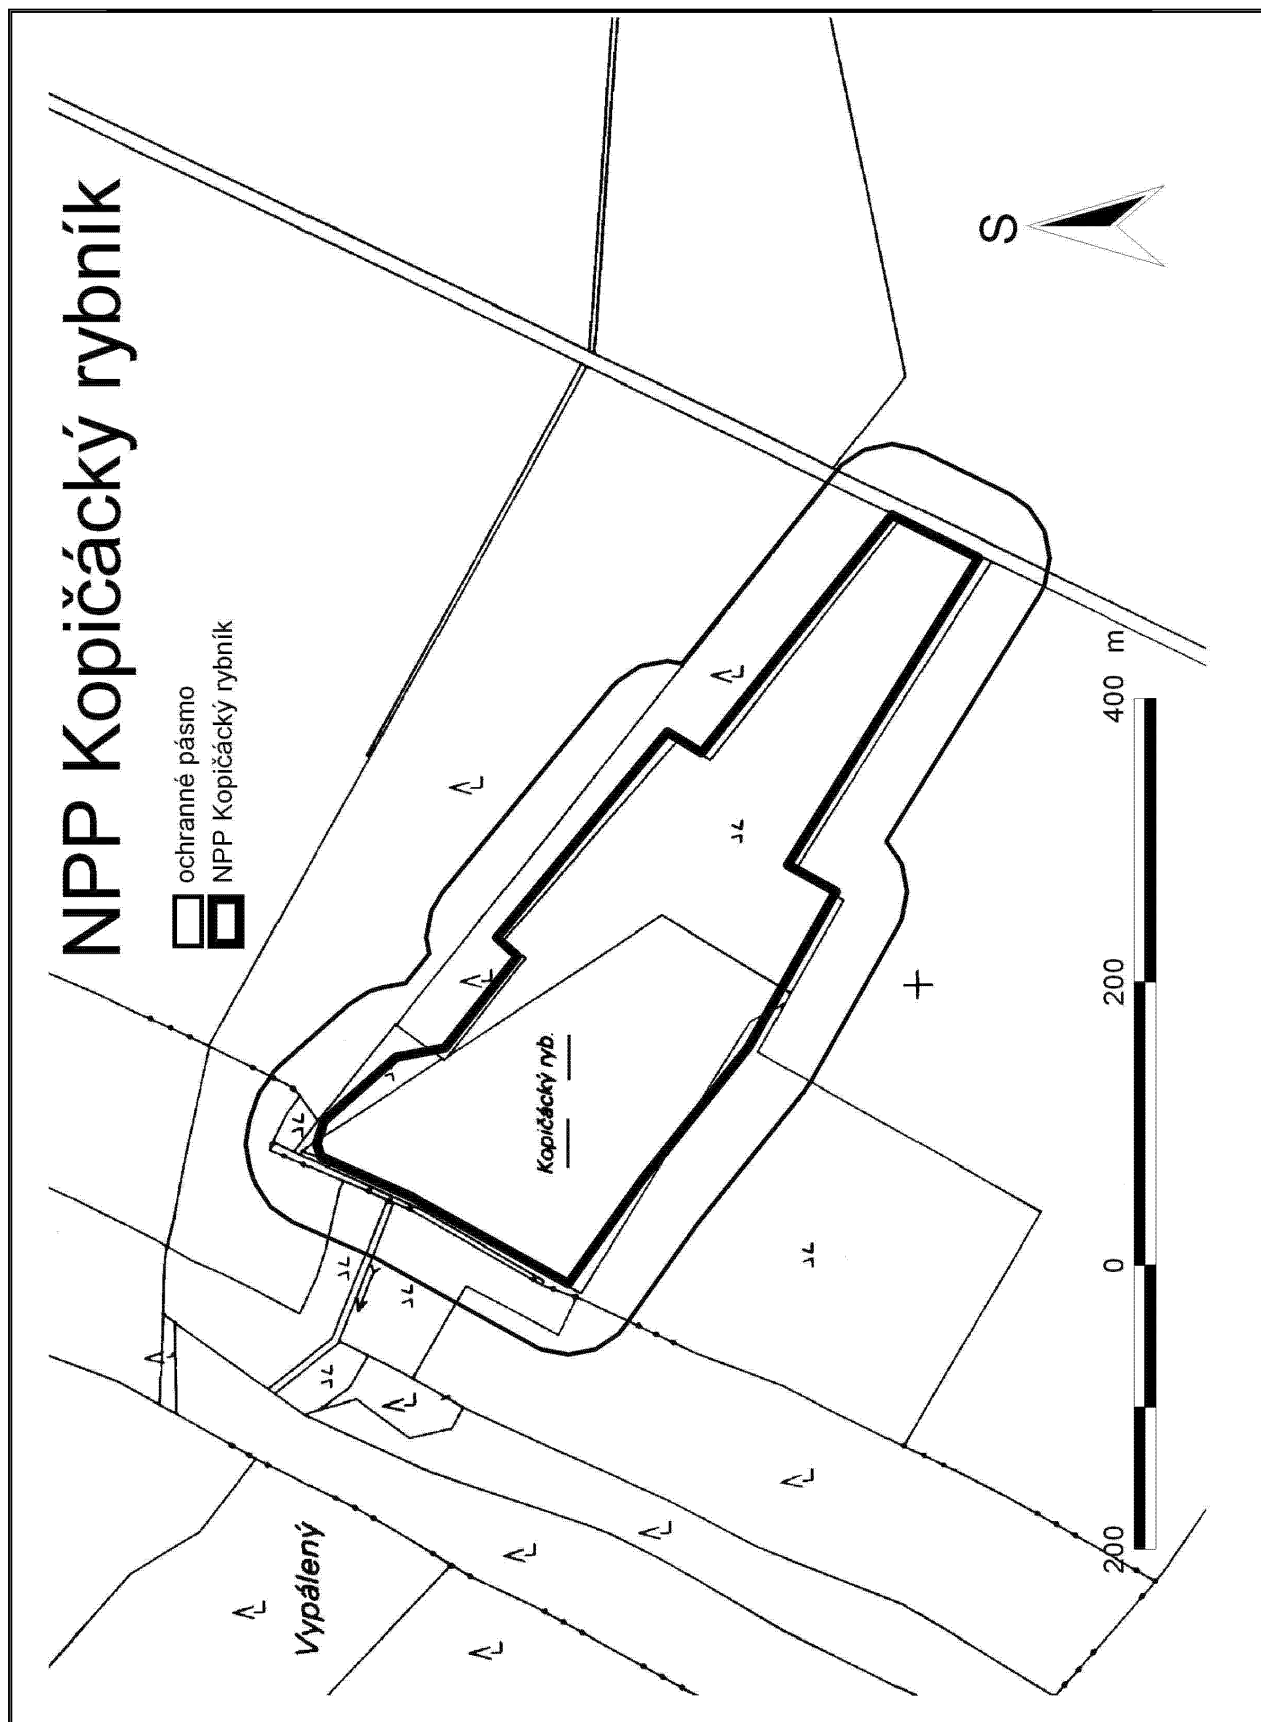 NPP Kopičácký rybník
ochranné pásmo
NPP Kopičácký rybník
Kopičácký ryb.
Vypálený
S
200 0 200 400 m